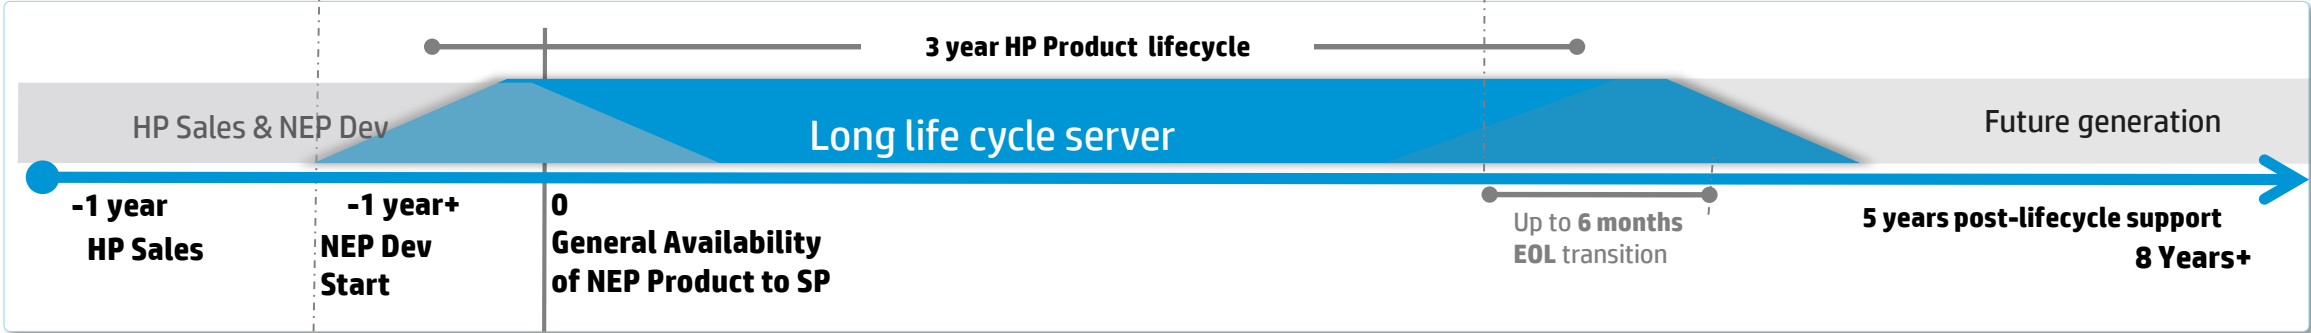 3 year HP Product lifecycle
HP Sales & NEP Dev
Long life cycle server
Future generation
-1 year
HP Sales
-1 year+
NEP Dev
Start
0
General Availability
of NEP Product to SP
Up to 6 months
EOL transition
5 years post-lifecycle support
8 Years+